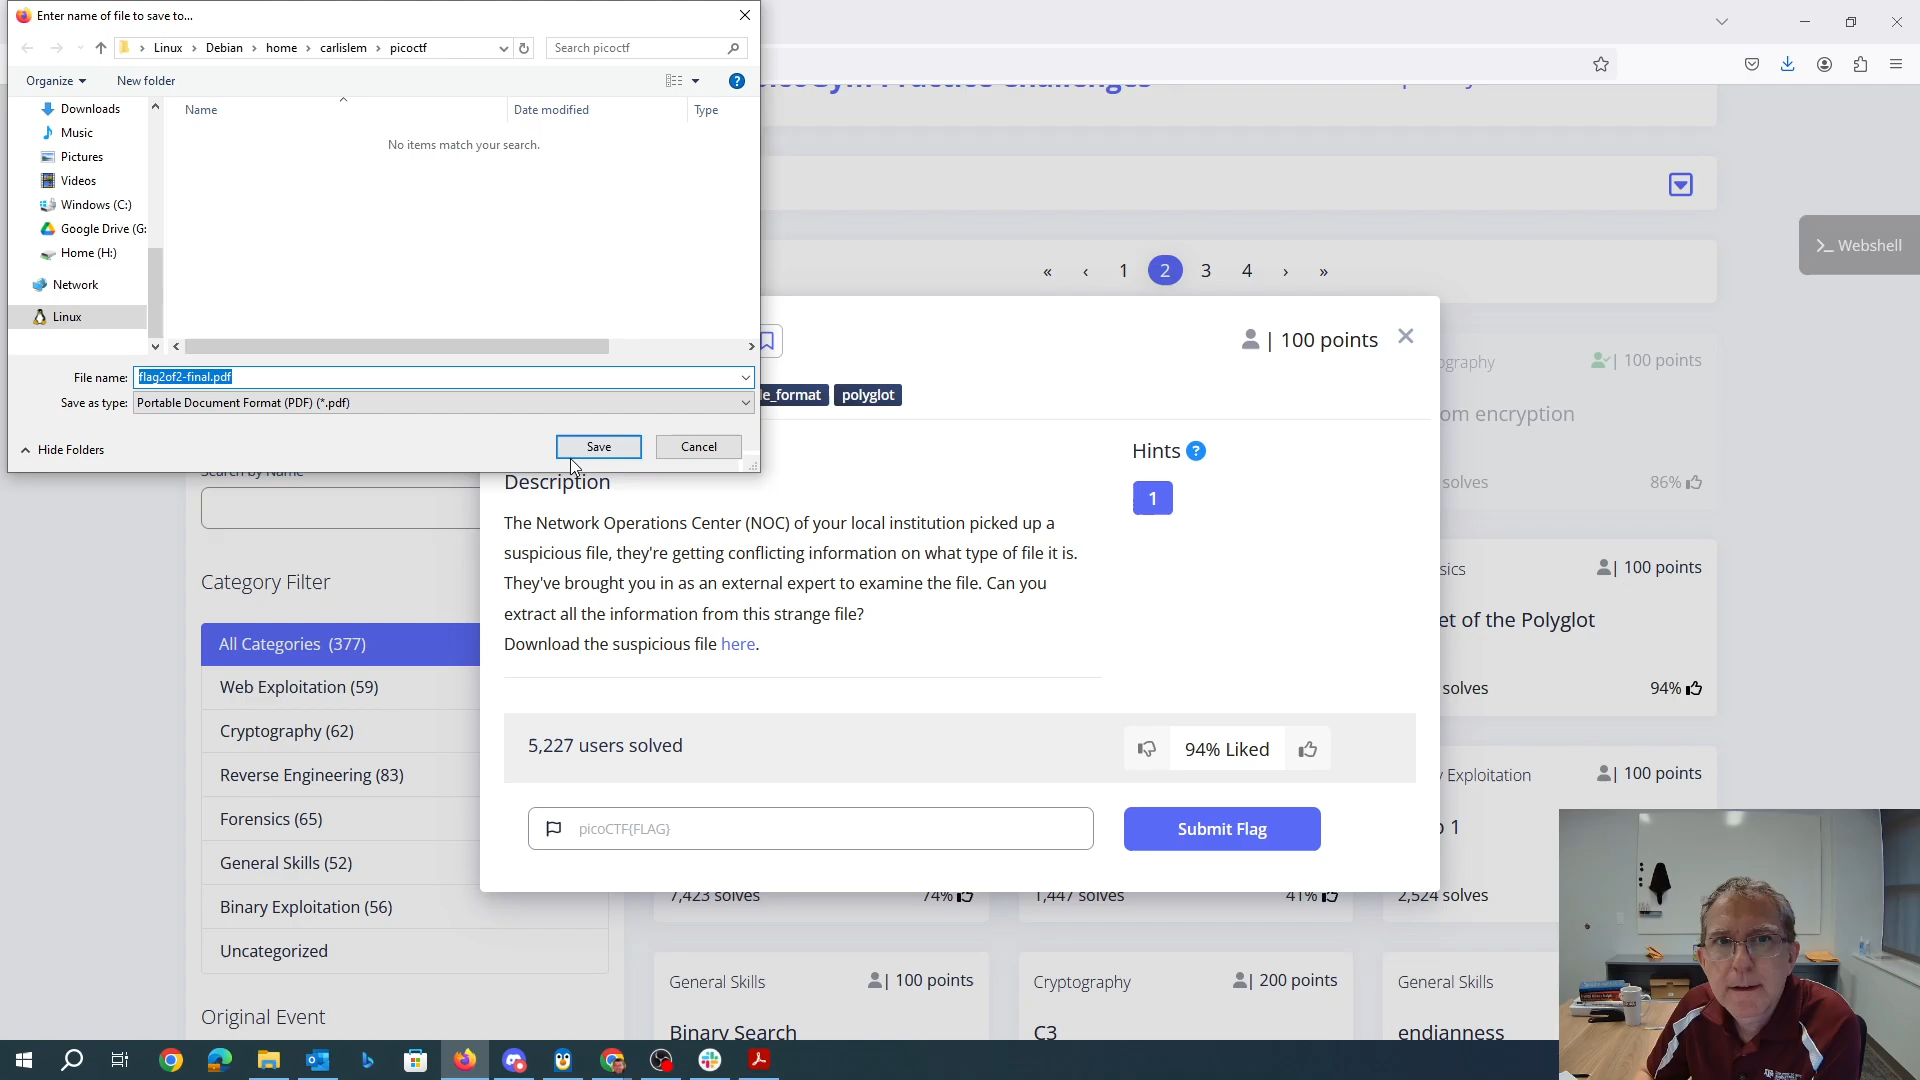 Enter name of file to save to...
Linux > Debian > home > carlislem > picoctf
Search picoctf
Organize
New folder
Downloads
Music
Pictures
Videos
Windows (C:)
Google Drive (G:
Home (H:)
Network
Linux
Name
Date modified
Type
No items match your search.
File name: flag2of2-final.pdf
Save as type: Portable Document Format (PDF) (*.pdf)
Hide Folders
Save
Cancel
Practice Challenges
« ‹ 1 2 3 4 › »
>_ Webshell
| 100 points
le_format
polyglot
Description
The Network Operations Center (NOC) of your local institution picked up a
suspicious file, they're getting conflicting information on what type of file it is.
They've brought you in as an external expert to examine the file. Can you
extract all the information from this strange file?
Download the suspicious file here.
Hints ?
1
5,227 users solved
94% Liked
picoCTF{FLAG}
Submit Flag
Search by Name
Category Filter
All Categories (377)
Web Exploitation (59)
Cryptography (62)
Reverse Engineering (83)
Forensics (65)
General Skills (52)
Binary Exploitation (56)
Uncategorized
Original Event
ography
| 100 points
om encryption
solves
86%
sics
| 100 points
et of the Polyglot
solves
94%
y Exploitation
| 100 points
p 1
7,423 solves
74%
1,447 solves
41%
2,524 solves
General Skills
| 100 points
Binary Search
Cryptography
| 200 points
C3
General Skills
endianness